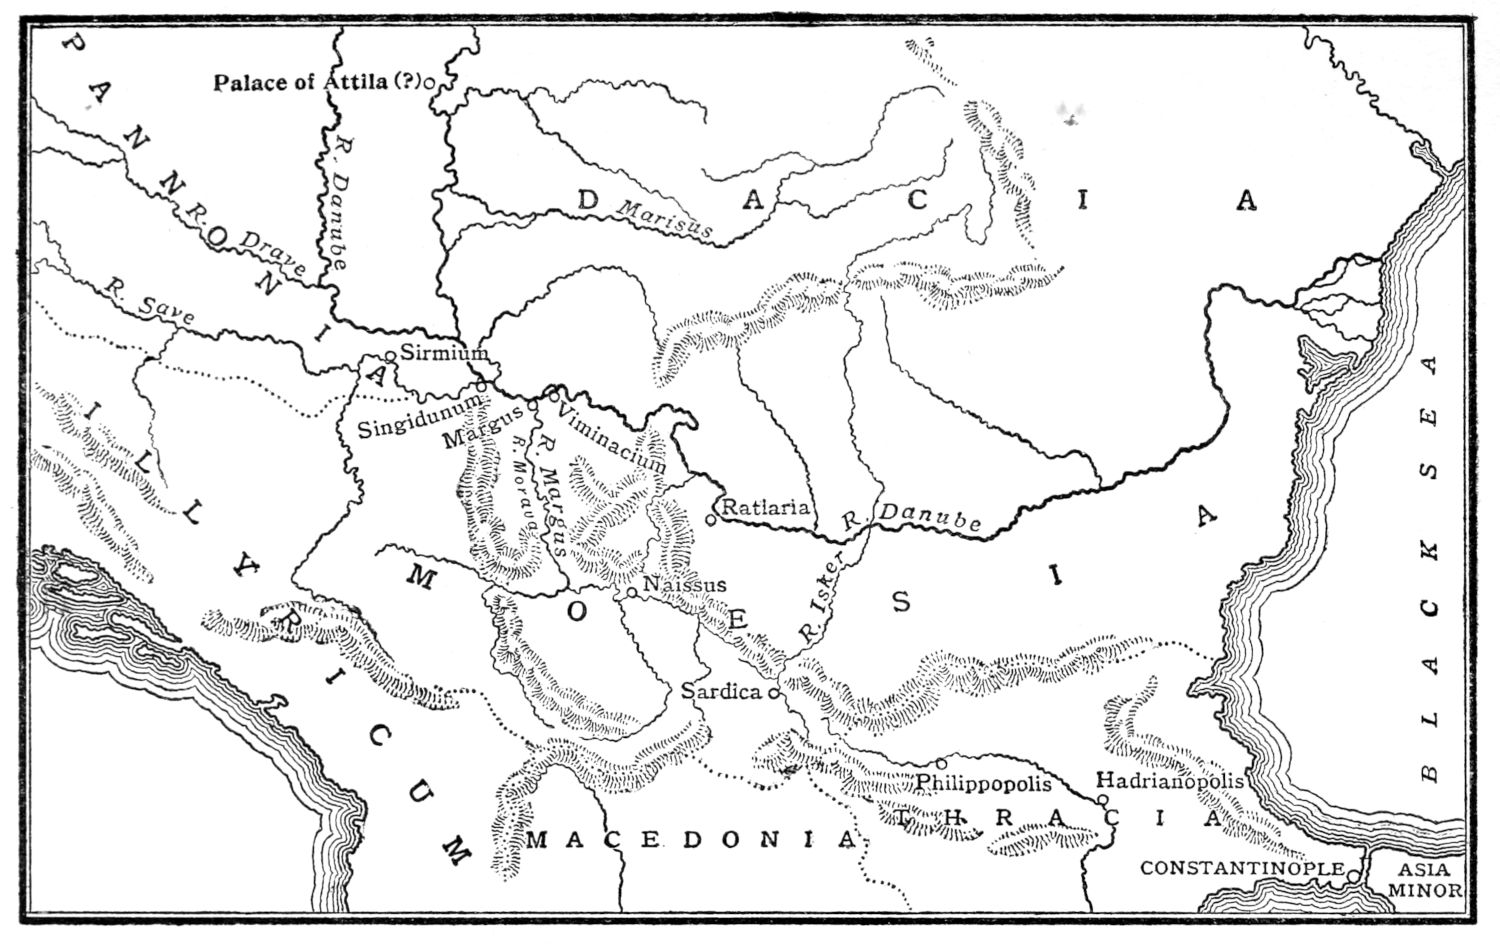 PANNONIA
Palace of Attila (?)
R. Danube
R. Drave
R. Save
DACIA
Marisus
Sirmium
Singidunum
Margus
Viminacium
R. Margus
R. Morava
ILLYRICUM
Ratiaria
R. Danube
MOESIA
Naissus
R. Isker
Sardica
BLACK SEA
Philippopolis
Hadrianopolis
THRACIA
MACEDONIA
CONSTANTINOPLE
ASIA
MINOR